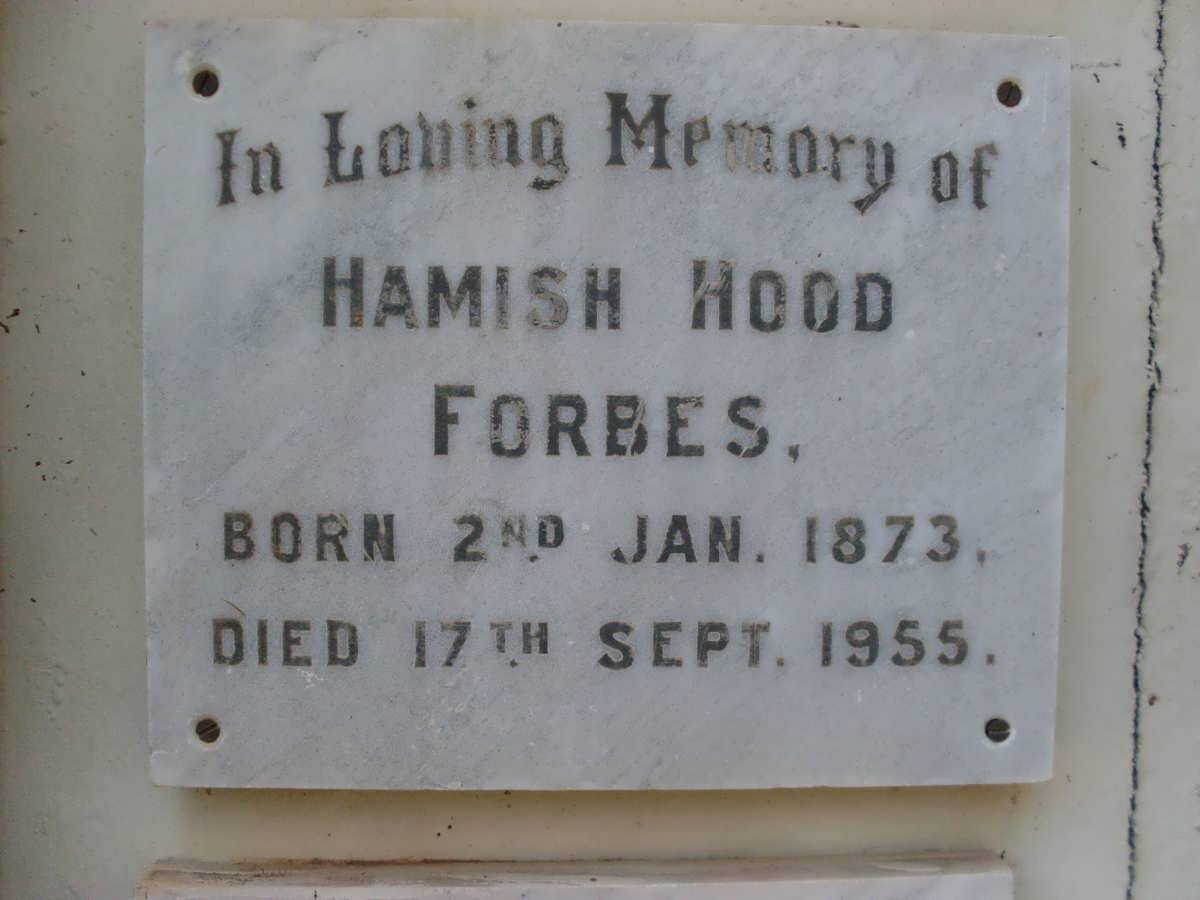 In Loving Memory of
HAMISH HOOD
FORBES,
BORN 2ND JAN. 1873,
DIED 17TH SEPT. 1955.